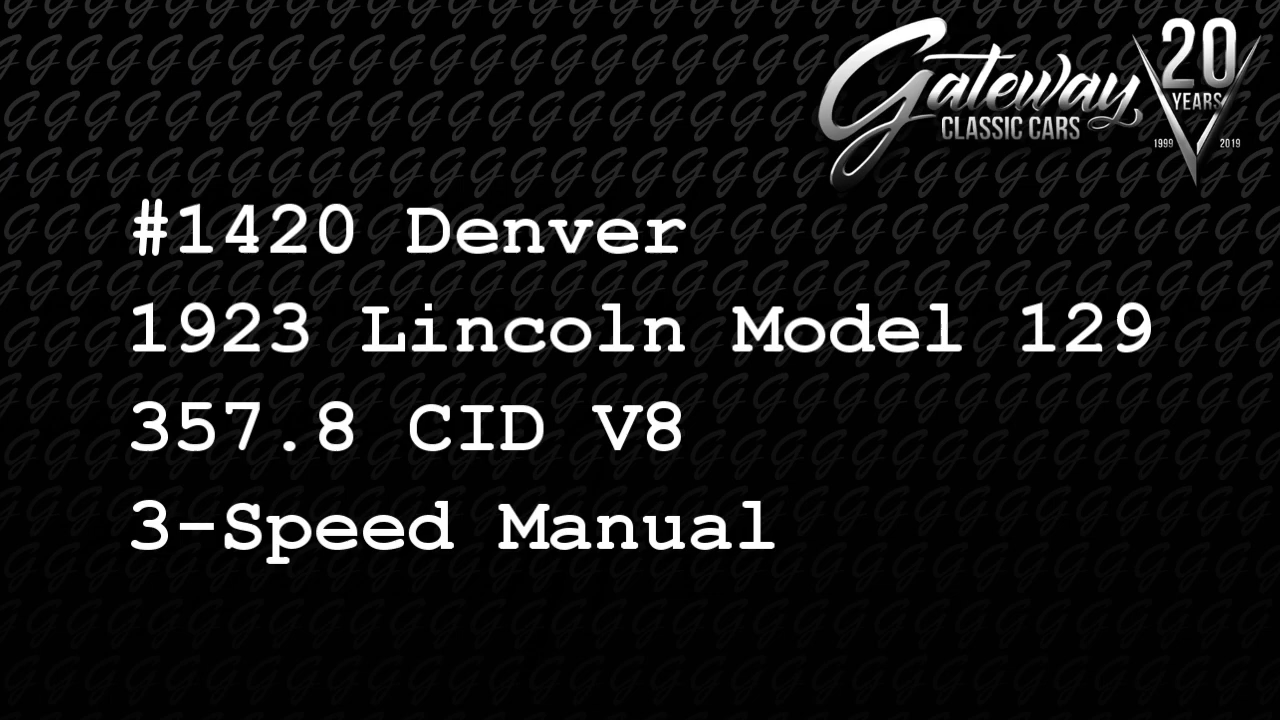 Gateway
CLASSIC CARS
20
YEARS
1999 2019
#1420 Denver
1923 Lincoln Model 129
357.8 CID V8
3-Speed Manual